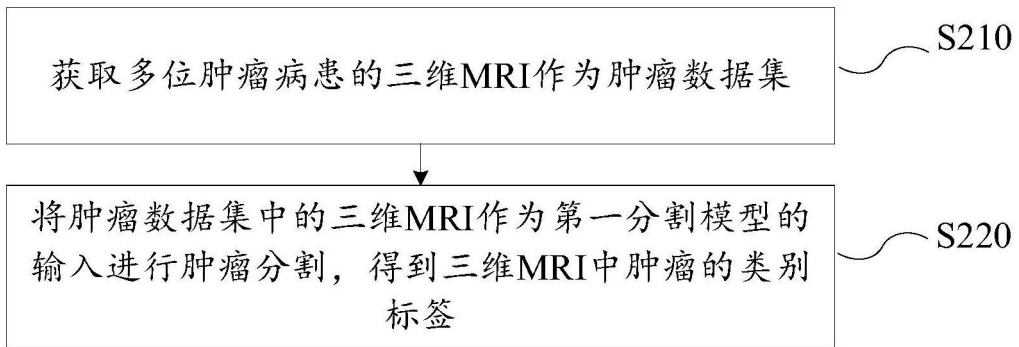 获取多位肿瘤病患的三维MRI作为肿瘤数据集
S210
将肿瘤数据集中的三维MRI作为第一分割模型的
输入进行肿瘤分割，得到三维MRI中肿瘤的类别
标签
S220